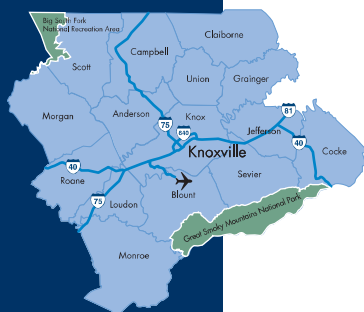 Big South Fork
National Recreation Area
Claiborne
Campbell
Scott
Union
Grainger
Morgan
Anderson
Knox
81
75
640
Jefferson
40
Knoxville
Cocke
40
Roane
Sevier
75
Loudon
Blount
Great Smoky Mountains National Park
Monroe